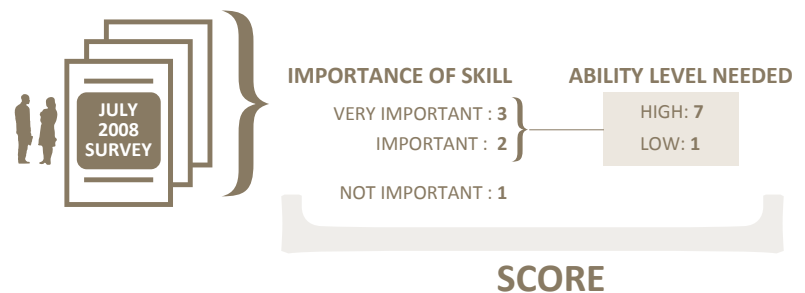 JULY
2008
SURVEY
IMPORTANCE OF SKILL
VERY IMPORTANT : 3
IMPORTANT : 2
NOT IMPORTANT : 1
ABILITY LEVEL NEEDED
HIGH: 7
LOW: 1
SCORE